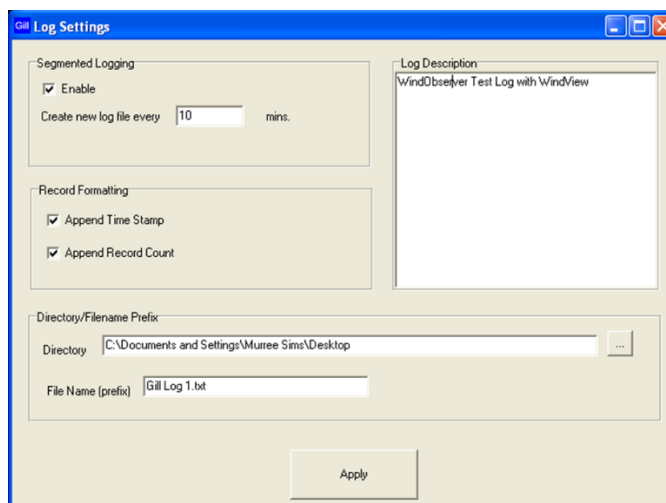 Gill Log Settings
Segmented Logging
Enable
Create new log file every 10 mins.
Record Formatting
Append Time Stamp
Append Record Count
Log Description
WindObserver Test Log with WindView
Directory/Filename Prefix
Directory C:\Documents and Settings\Murree Sims\Desktop ...
File Name (prefix) Gill Log 1.txt
Apply